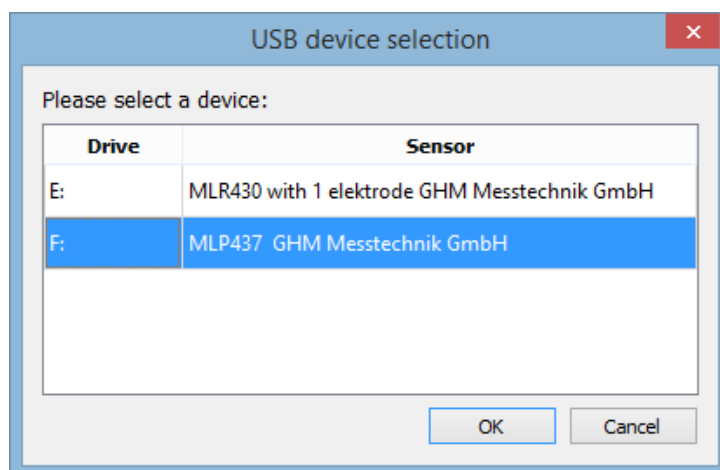 USB device selection
Please select a device:
Drive Sensor
E: MLR430 with 1 elektrode GHM Messtechnik GmbH
F: MLP437 GHM Messtechnik GmbH
OK Cancel